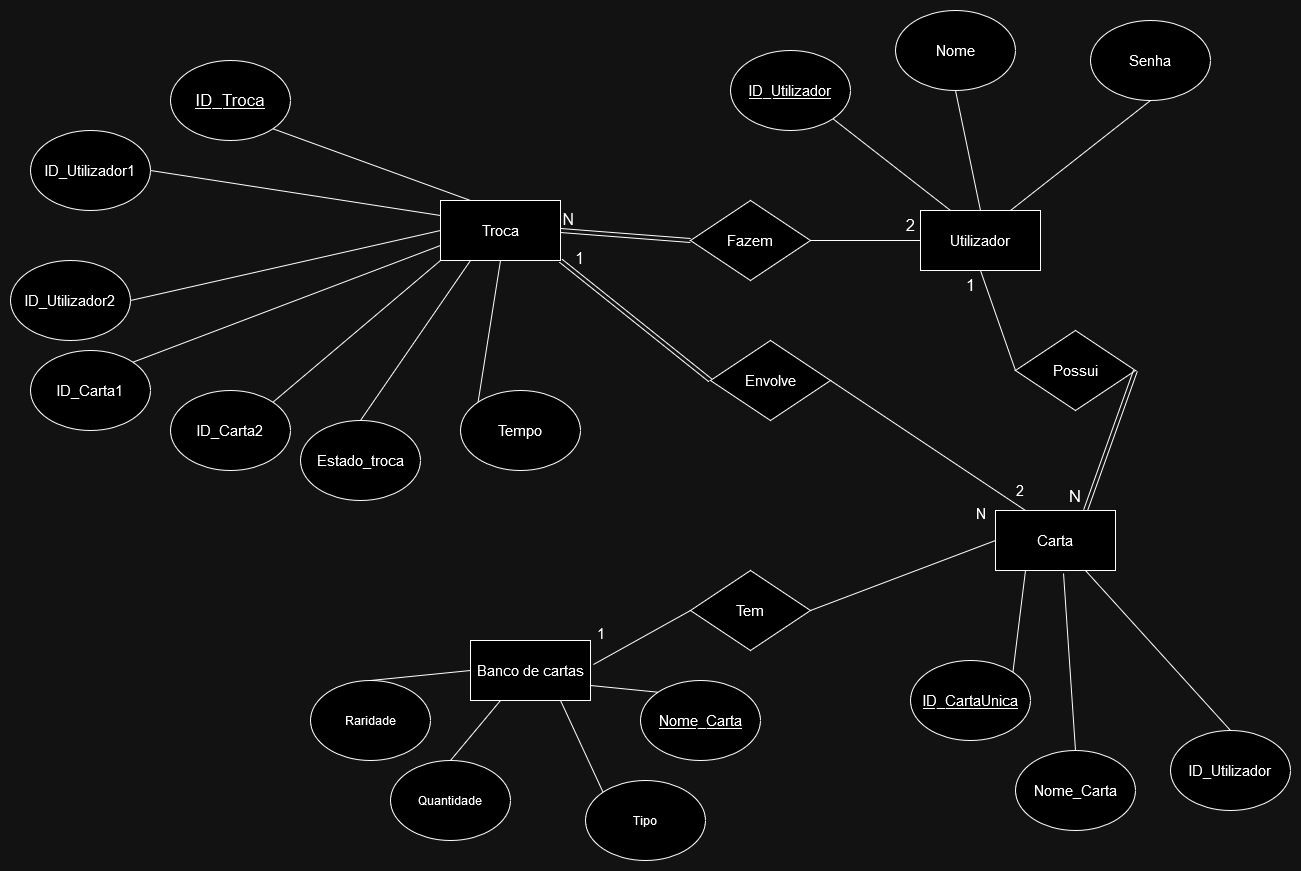 Nome
Senha
ID_Utilizador
ID_Troca
ID_Utilizador1
Troca
N
Fazem
2
Utilizador
1
1
ID_Utilizador2
ID_Carta1
ID_Carta2
Estado_troca
Tempo
Envolve
Possui
2
N
N
Carta
Tem
1
Banco de cartas
Raridade
Nome_Carta
Quantidade
Tipo
ID_CartaUnica
Nome_Carta
ID_Utilizador